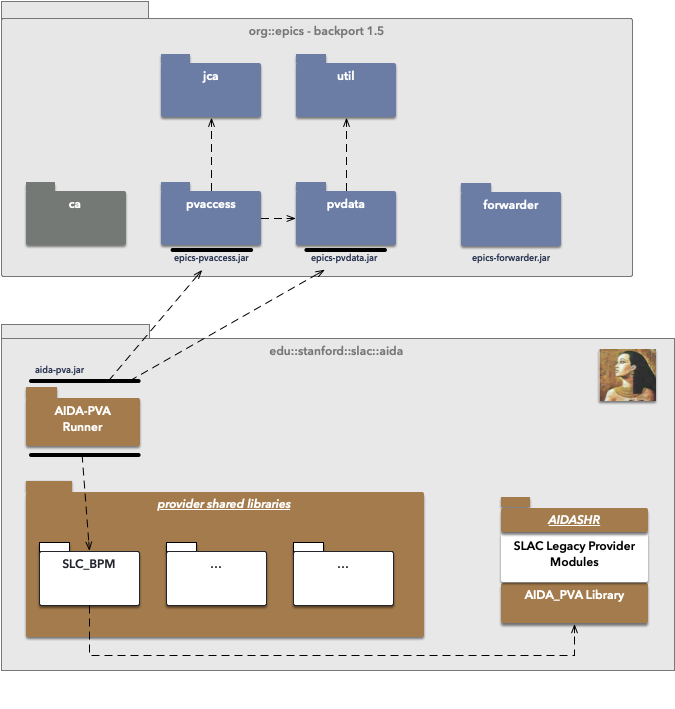 org::epics - backport 1.5
jca
util
ca
pvaccess
pvdata
forwarder
epics-pvaccess.jar
epics-pvdata.jar
epics-forwarder.jar
edu::stanford::slac::aida
aida-pva.jar
AIDA-PVA
Runner
provider shared libraries
SLC_BPM
...
...
AIDASHR
SLAC Legacy Provider
Modules
AIDA_PVA Library